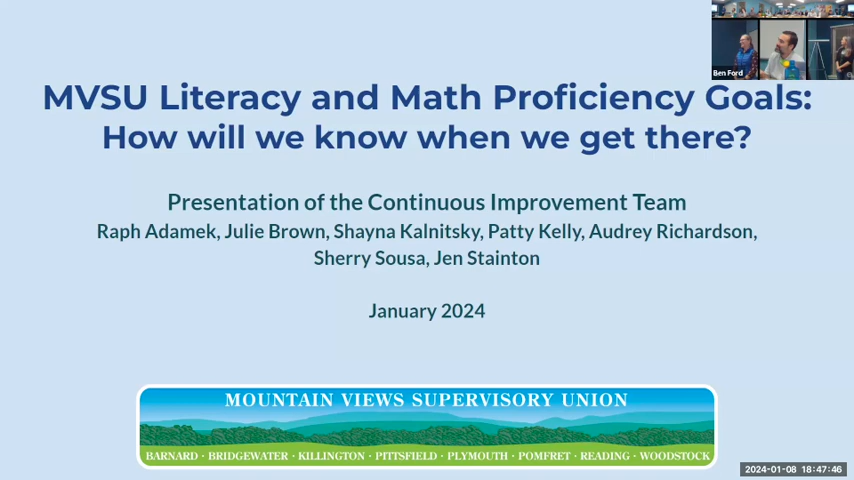 Ben Ford
MVSU Literacy and Math Proficiency Goals:
How will we know when we get there?
Presentation of the Continuous Improvement Team
Raph Adamek, Julie Brown, Shayna Kalnitsky, Patty Kelly, Audrey Richardson,
Sherry Sousa, Jen Stainton
January 2024
MOUNTAIN VIEWS SUPERVISORY UNION
BARNARD · BRIDGEWATER · KILLINGTON · PITTSFIELD · PLYMOUTH · POMFRET · READING · WOODSTOCK
2024-01-08 18:47:46